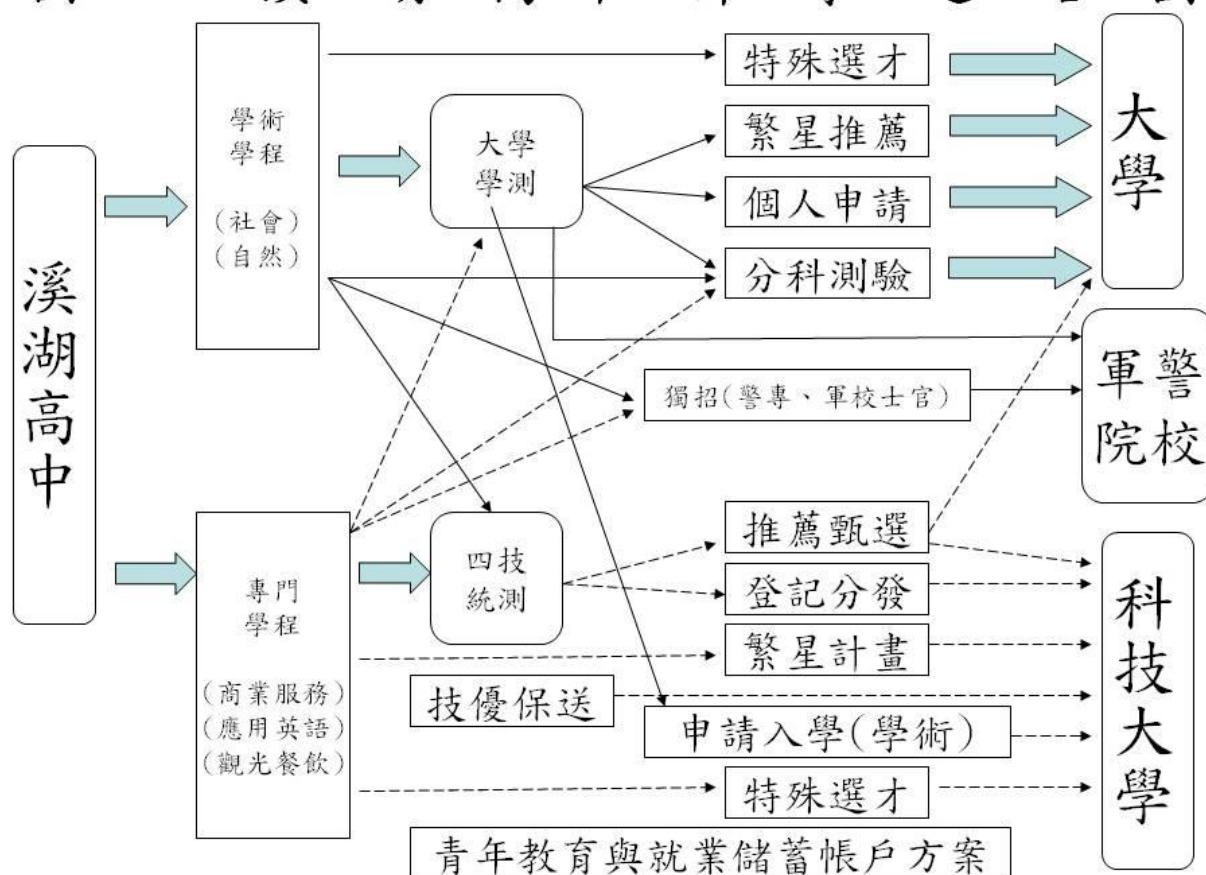 溪湖高中
學術
學程
(社會)
(自然)
大學
學測
特殊選才
繁星推薦
個人申請
分科測驗
大學
獨招(警專、軍校士官)
軍警
院校
專門
學程
(商業服務)
(應用英語)
(觀光餐飲)
四技
統測
推薦甄選
登記分發
繁星計畫
技優保送
申請入學(學術)
特殊選才
青年教育與就業儲蓄帳戶方案
科技大學